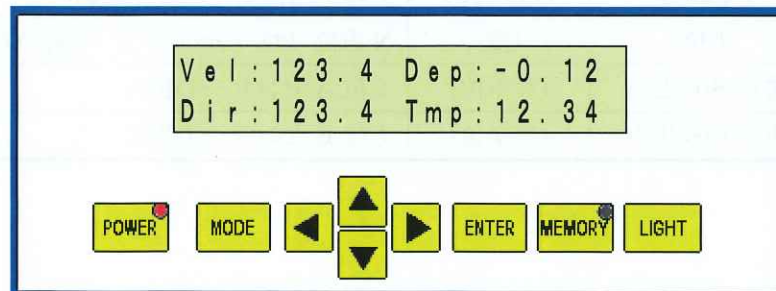 Vel:123.4 Dep:-0.12
Dir:123.4 Tmp:12.34
POWER MODE ENTER MEMORY LIGHT